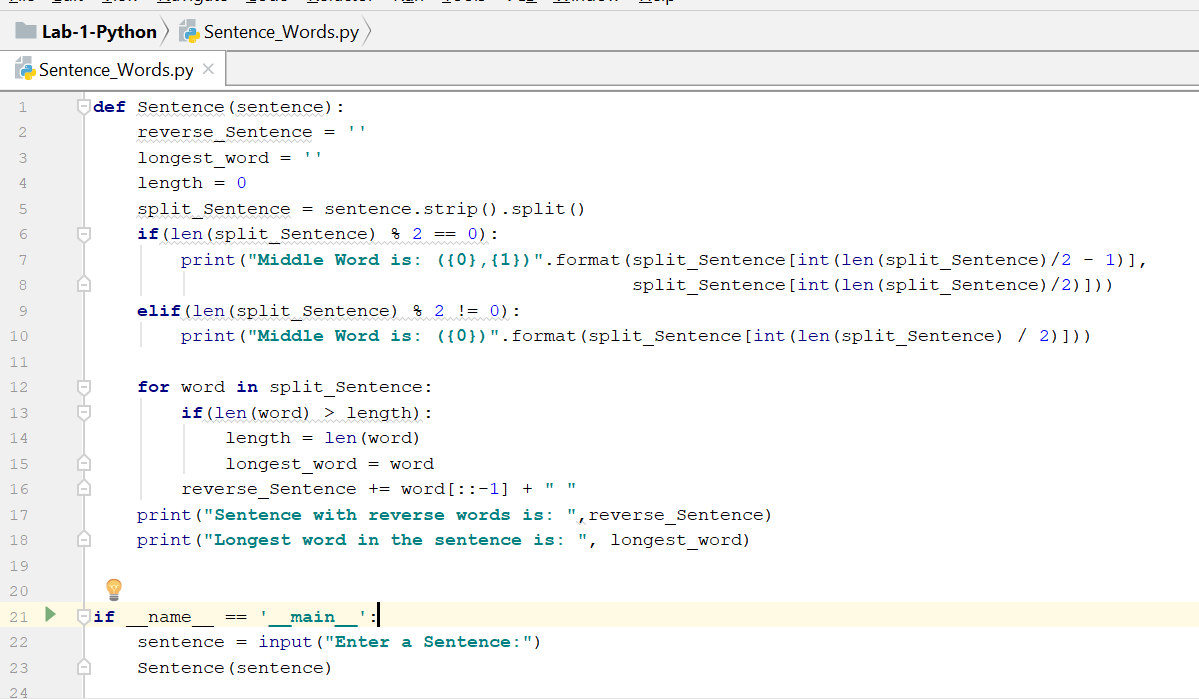 Lab-1-Python Sentence_Words.py
Sentence_Words.py
1 def Sentence(sentence):
2     reverse_Sentence = ''
3     longest_word = ''
4     length = 0
5     split_Sentence = sentence.strip().split()
6     if(len(split_Sentence) % 2 == 0):
7         print("Middle Word is: ({0},{1})".format(split_Sentence[int(len(split_Sentence)/2 - 1)],
8                                                  split_Sentence[int(len(split_Sentence)/2)]))
9     elif(len(split_Sentence) % 2 != 0):
10         print("Middle Word is: ({0})".format(split_Sentence[int(len(split_Sentence) / 2)]))
11
12     for word in split_Sentence:
13         if(len(word) > length):
14             length = len(word)
15             longest_word = word
16         reverse_Sentence += word[::-1] + " "
17     print("Sentence with reverse words is: ",reverse_Sentence)
18     print("Longest word in the sentence is: ", longest_word)
19
20
21 if __name__ == '__main__':
22     sentence = input("Enter a Sentence:")
23     Sentence(sentence)
24